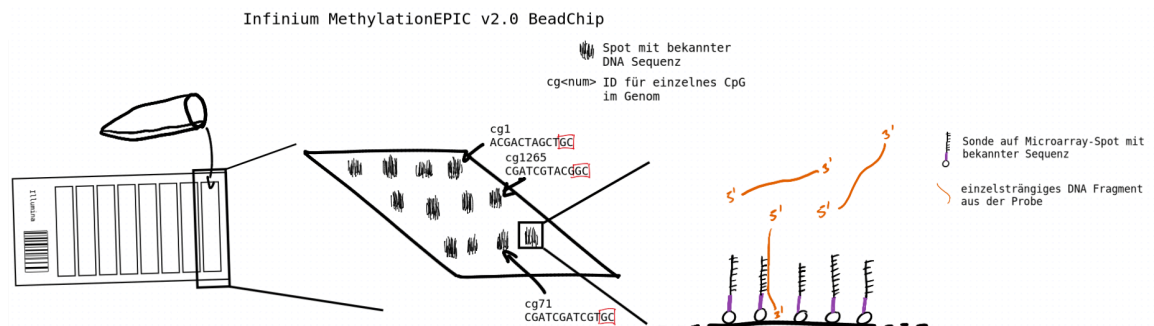 Infinium MethylationEPIC v2.0 BeadChip
Spot mit bekannter
DNA Sequenz
cg<num> ID für einzelnes CpG
im Genom
cg1
ACGACTAGCTGC
cg1265
CGATCGTACGGC
cg71
CGATCGATCGTGC
Illumina
3'
3'
5'
5'
5'
3'
Sonde auf Microarray-Spot mit
bekannter Sequenz
einzelsträngiges DNA Fragment
aus der Probe